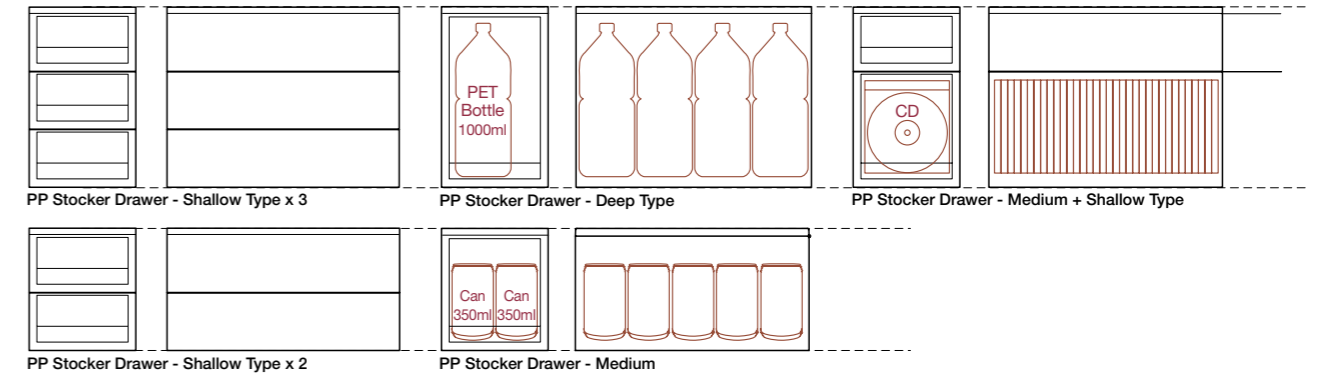 PET
Bottle
1000ml
CD
PP Stocker Drawer - Shallow Type x 3
PP Stocker Drawer - Deep Type
PP Stocker Drawer - Medium + Shallow Type
Can Can
350ml 350ml
PP Stocker Drawer - Shallow Type x 2
PP Stocker Drawer - Medium